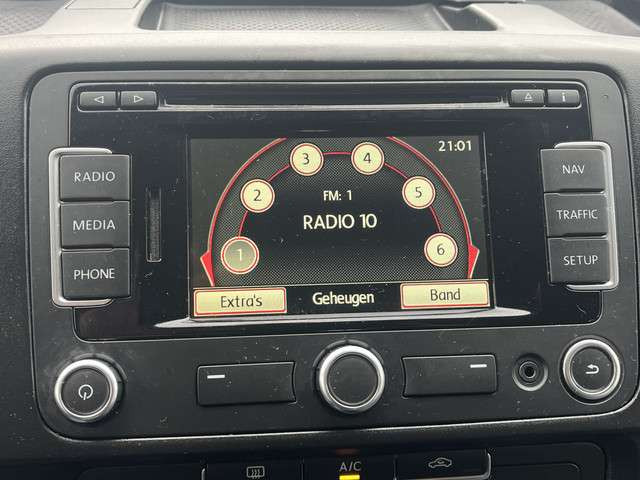 i
RADIO
MEDIA
PHONE
21:01
3 4
2 5
1 6
FM: 1
RADIO 10
Extra's Geheugen Band
NAV
TRAFFIC
SETUP
A/C